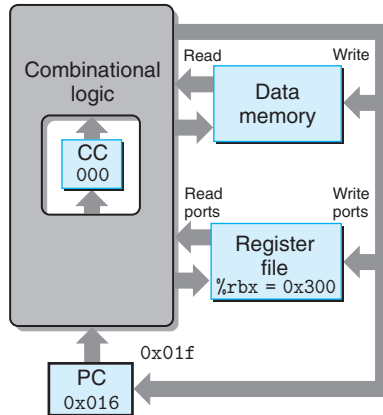 Combinational
logic
CC
000
Read
Write
Data
memory
Read
ports
Write
ports
Register
file
%rbx = 0x300
0x01f
PC
0x016